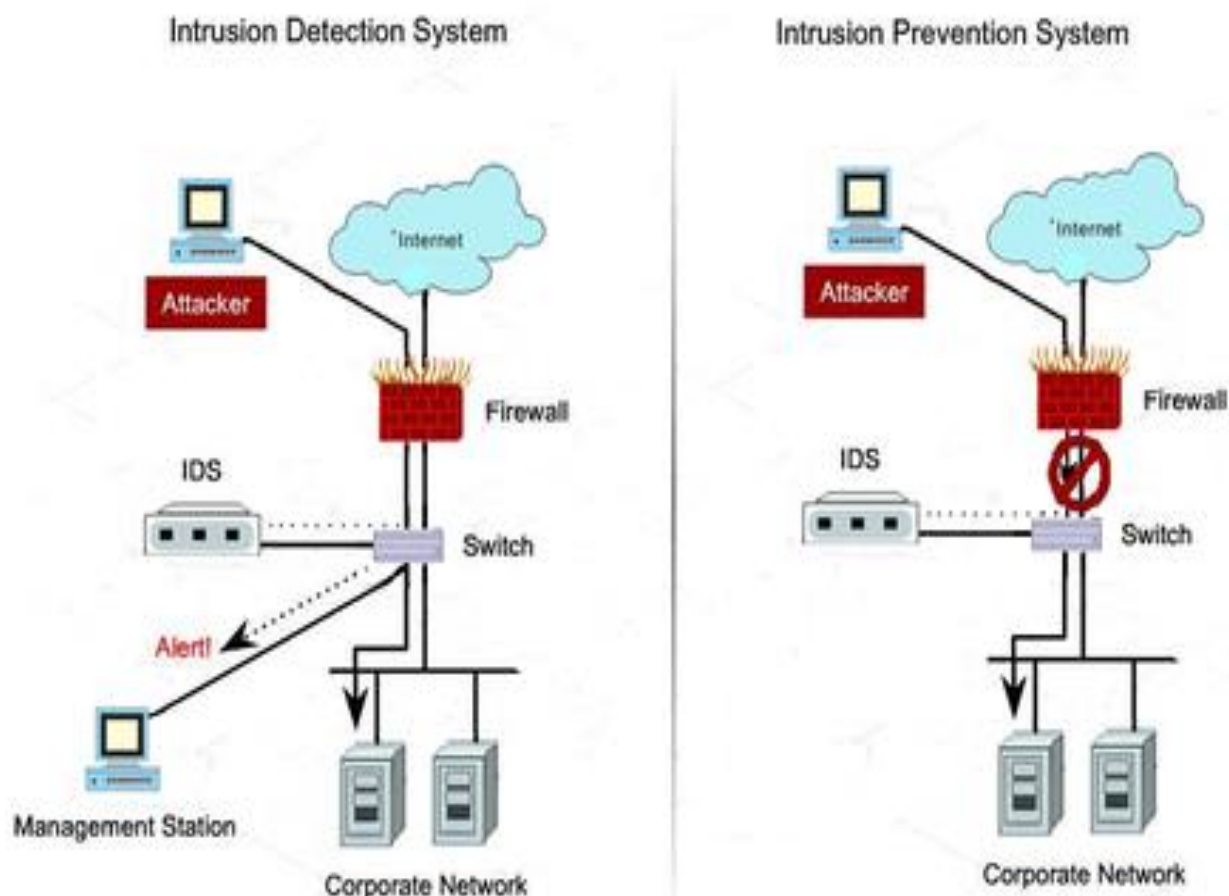 Intrusion Detection System
Internet
Attacker
Firewall
IDS
Switch
Alert!
Management Station
Corporate Network
Intrusion Prevention System
Internet
Attacker
Firewall
IDS
Switch
Corporate Network